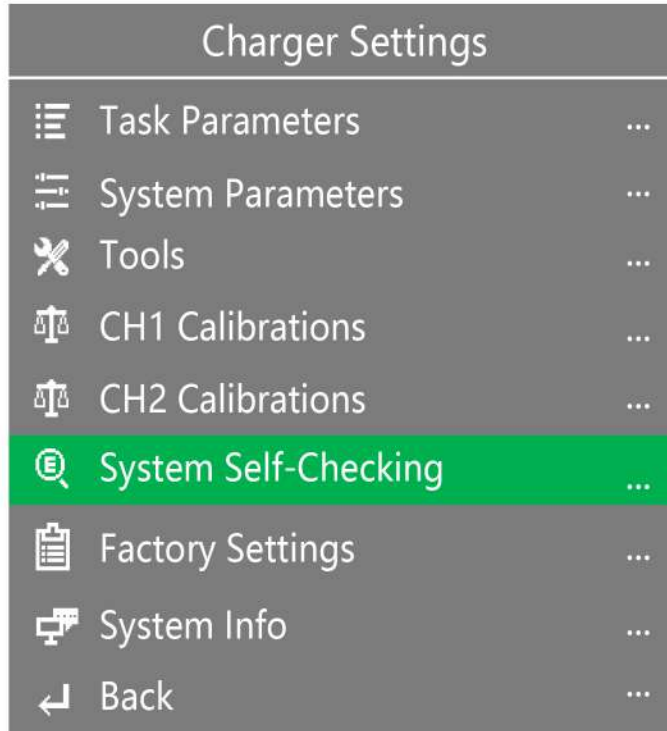 Charger Settings
Task Parameters ...
System Parameters ...
Tools ...
CH1 Calibrations ...
CH2 Calibrations ...
System Self-Checking ...
Factory Settings ...
System Info ...
Back ...